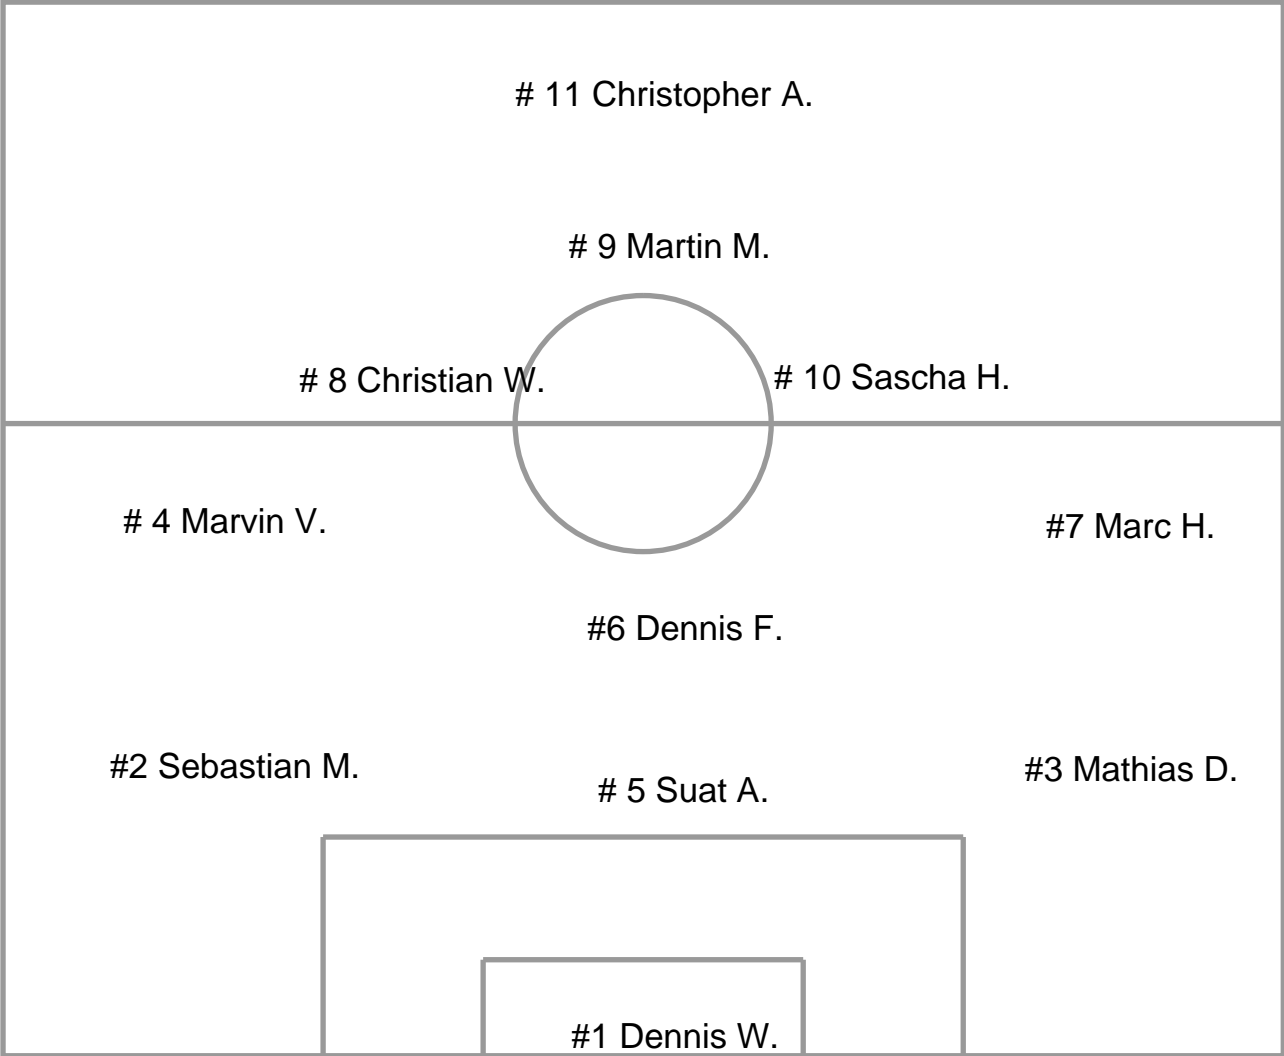 # 11 Christopher A.
# 9 Martin M.
# 8 Christian W.
# 10 Sascha H.
# 4 Marvin V.
#7 Marc H.
#6 Dennis F.
#2 Sebastian M.
#3 Mathias D.
# 5 Suat A.
#1 Dennis W.